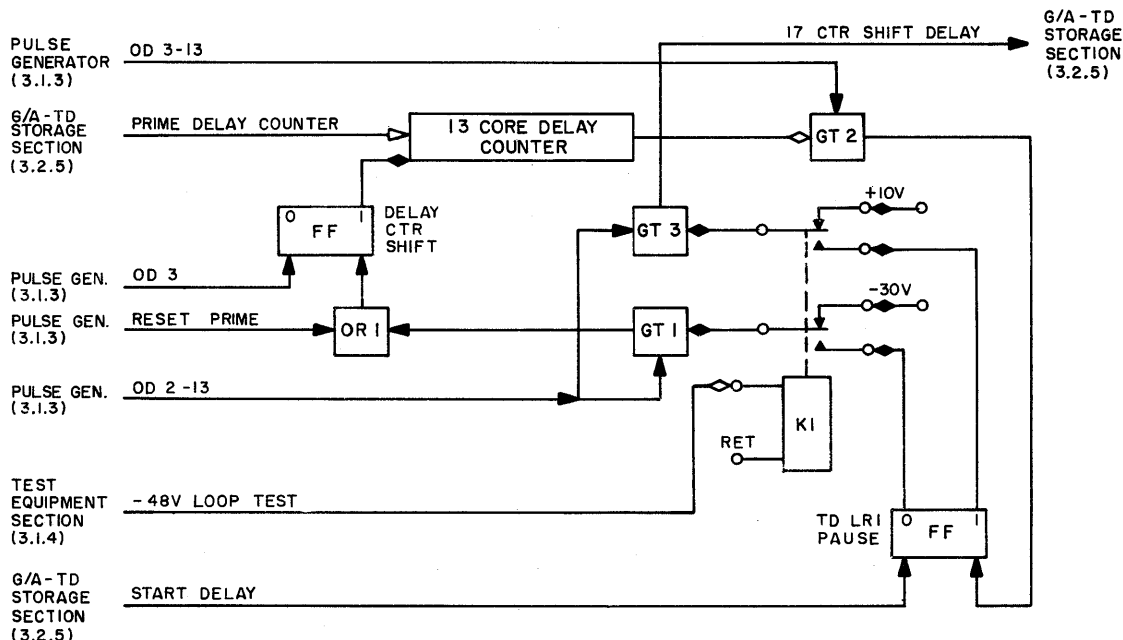 PULSE
GENERATOR
(3.1.3)
OD 3-13
17 CTR SHIFT DELAY
G/A-TD
STORAGE
SECTION
(3.2.5)
G/A-TD
STORAGE
SECTION
(3.2.5)
PRIME DELAY COUNTER
13 CORE DELAY
COUNTER
GT 2
0 1
FF
DELAY
CTR
SHIFT
GT 3
+10V
PULSE GEN.
(3.1.3)
OD 3
PULSE GEN.
(3.1.3)
RESET PRIME
OR 1
GT 1
-30V
PULSE GEN.
(3.1.3)
OD 2-13
K1
RET
TEST
EQUIPMENT
SECTION
(3.1.4)
-48V LOOP TEST
TD LRI
PAUSE
0 1
FF
G/A-TD
STORAGE
SECTION
(3.2.5)
START DELAY